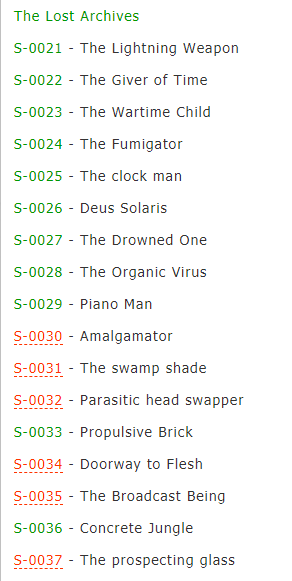 The Lost Archives
S-0021 - The Lightning Weapon
S-0022 - The Giver of Time
S-0023 - The Wartime Child
S-0024 - The Fumigator
S-0025 - The clock man
S-0026 - Deus Solaris
S-0027 - The Drowned One
S-0028 - The Organic Virus
S-0029 - Piano Man
S-0030 - Amalgamator
S-0031 - The swamp shade
S-0032 - Parasitic head swapper
S-0033 - Propulsive Brick
S-0034 - Doorway to Flesh
S-0035 - The Broadcast Being
S-0036 - Concrete Jungle
S-0037 - The prospecting glass